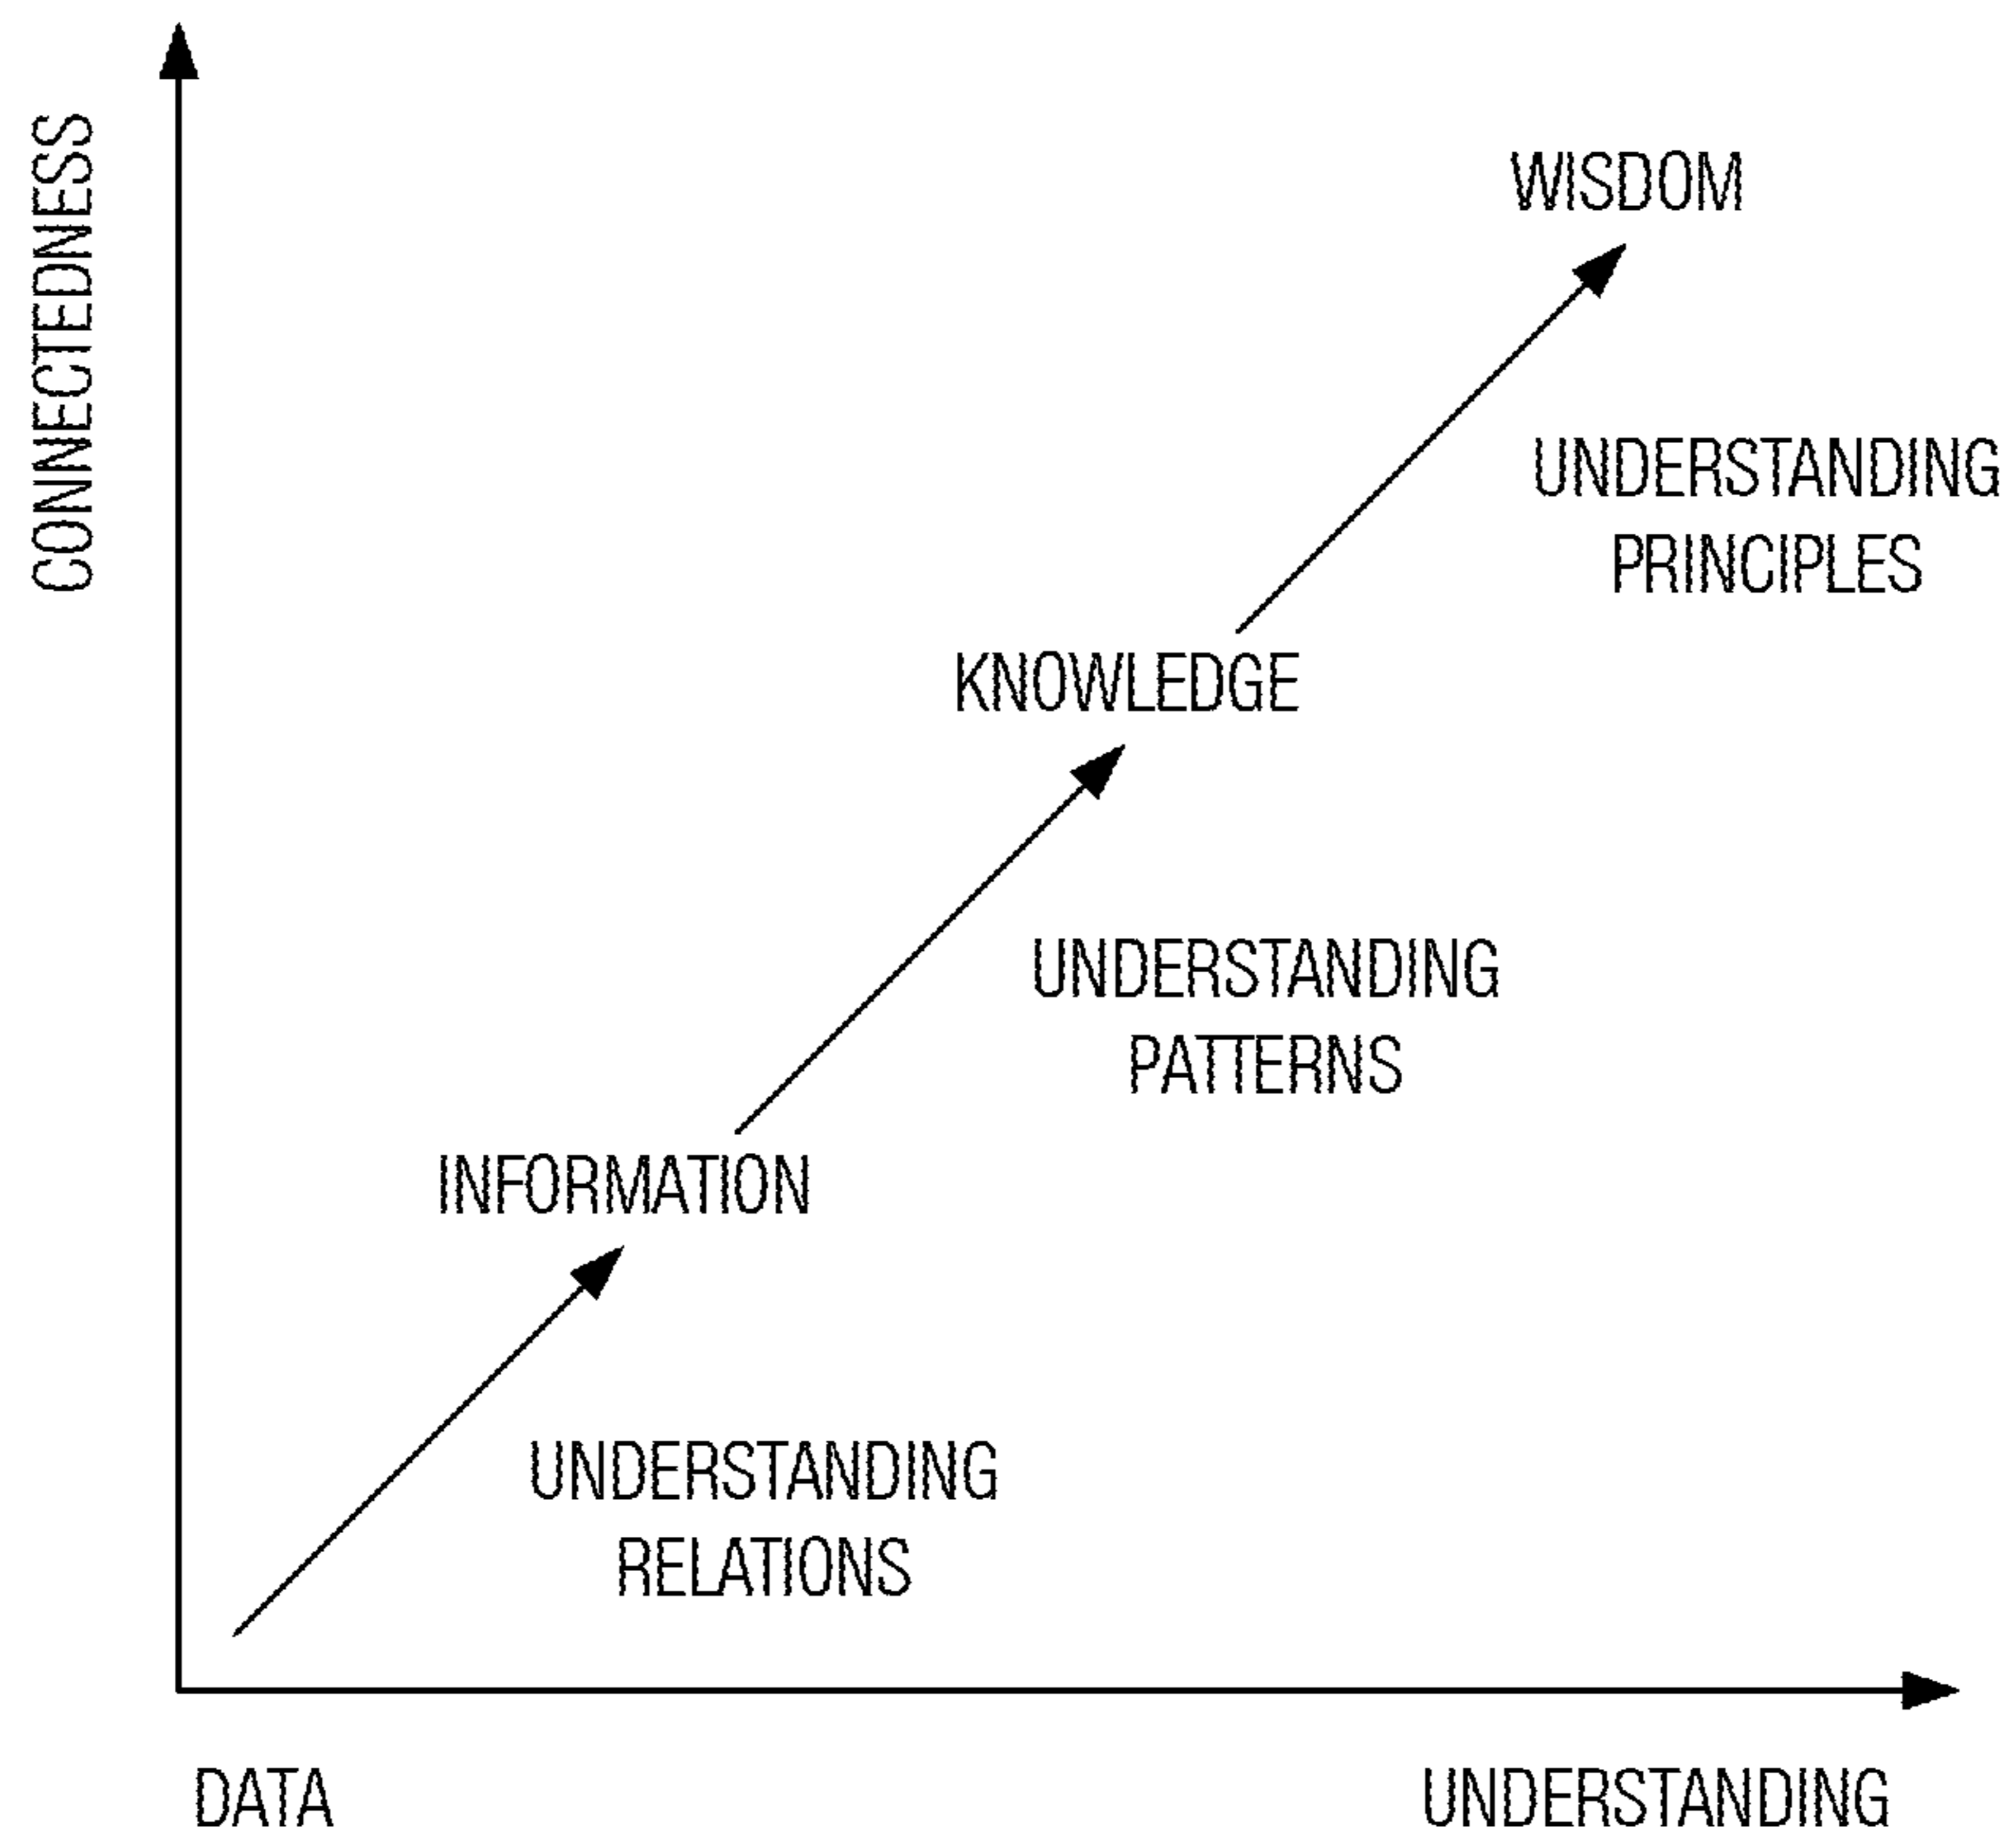 CONNECTEDNESS
WISDOM
UNDERSTANDING
PRINCIPLES
KNOWLEDGE
UNDERSTANDING
PATTERNS
INFORMATION
UNDERSTANDING
RELATIONS
DATA
UNDERSTANDING